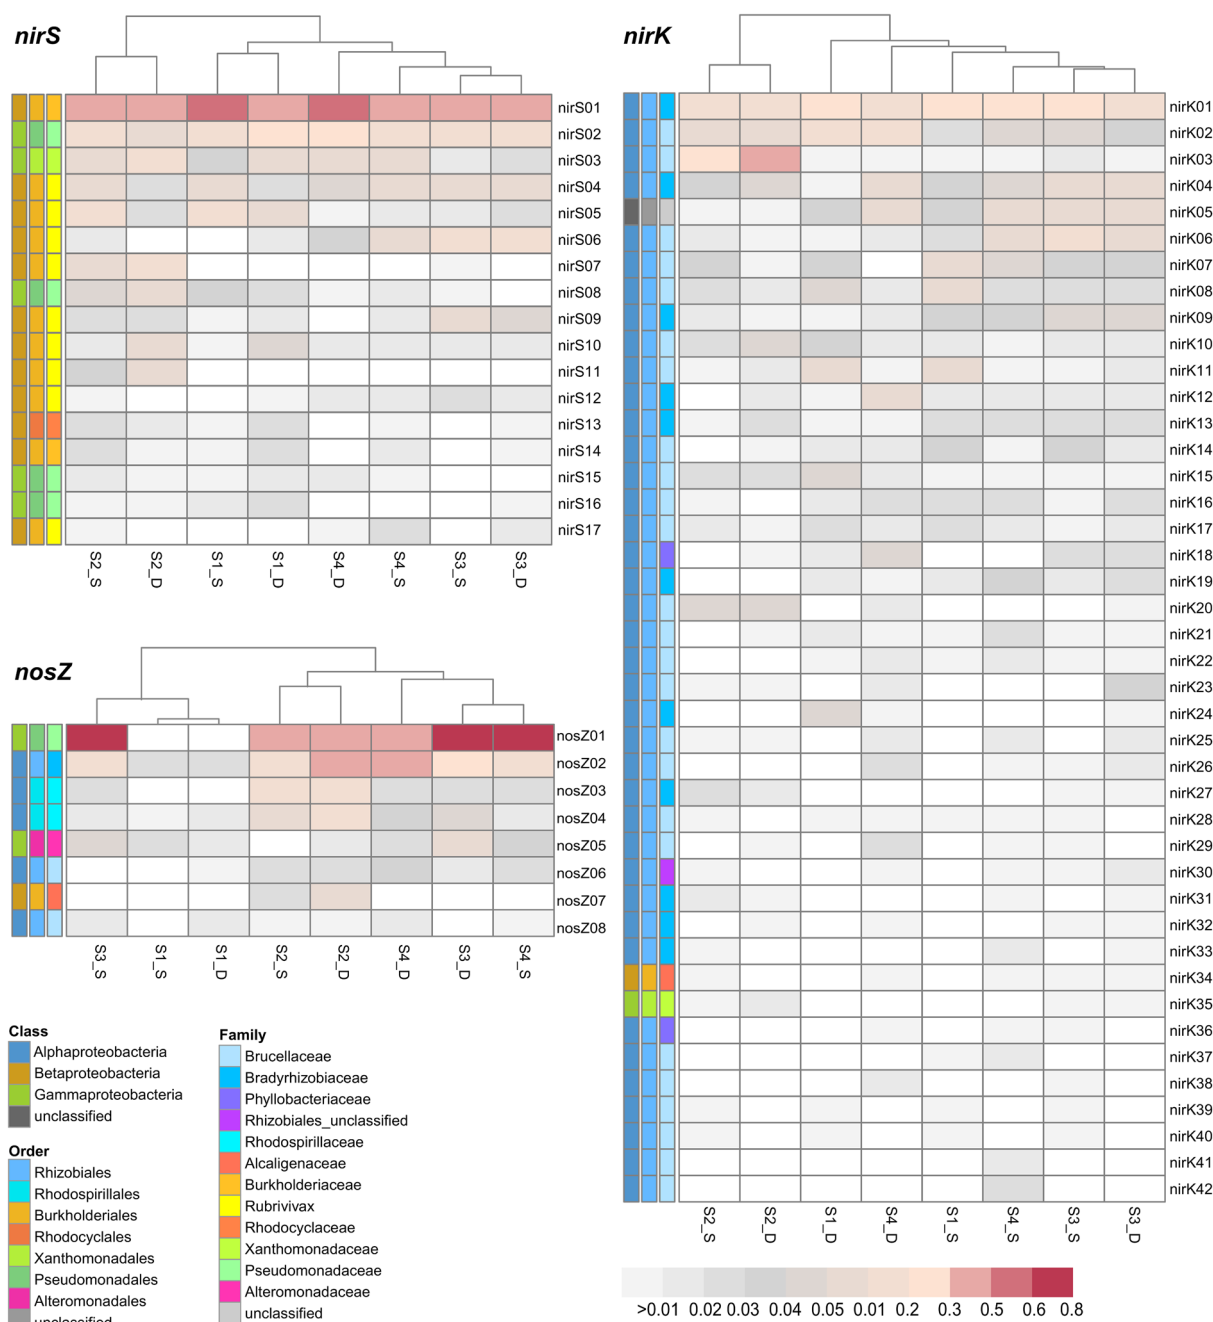 nirS
nirS01
nirS02
nirS03
nirS04
nirS05
nirS06
nirS07
nirS08
nirS09
nirS10
nirS11
nirS12
nirS13
nirS14
nirS15
nirS16
nirS17
S2_S S2_D S1_S S1_D S4_D S4_S S3_S S3_D
nosZ
nosZ01
nosZ02
nosZ03
nosZ04
nosZ05
nosZ06
nosZ07
nosZ08
S3_S S1_S S1_D S2_S S2_D S4_D S3_D S4_S
Class
Alphaproteobacteria
Betaproteobacteria
Gammaproteobacteria
unclassified
Order
Rhizobiales
Rhodospirillales
Burkholderiales
Rhodocyclales
Xanthomonadales
Pseudomonadales
Alteromonadales
unclassified
Family
Brucellaceae
Bradyrhizobiaceae
Phyllobacteriaceae
Rhizobiales_unclassified
Rhodospirillaceae
Alcaligenaceae
Burkholderiaceae
Rubrivivax
Rhodocyclaceae
Xanthomonadaceae
Pseudomonadaceae
Alteromonadaceae
unclassified
nirK
nirK01
nirK02
nirK03
nirK04
nirK05
nirK06
nirK07
nirK08
nirK09
nirK10
nirK11
nirK12
nirK13
nirK14
nirK15
nirK16
nirK17
nirK18
nirK19
nirK20
nirK21
nirK22
nirK23
nirK24
nirK25
nirK26
nirK27
nirK28
nirK29
nirK30
nirK31
nirK32
nirK33
nirK34
nirK35
nirK36
nirK37
nirK38
nirK39
nirK40
nirK41
nirK42
S2_S S2_D S1_D S4_D S1_S S4_S S3_S S3_D
>0.01 0.02 0.03 0.04 0.05 0.01 0.2 0.3 0.5 0.6 0.8